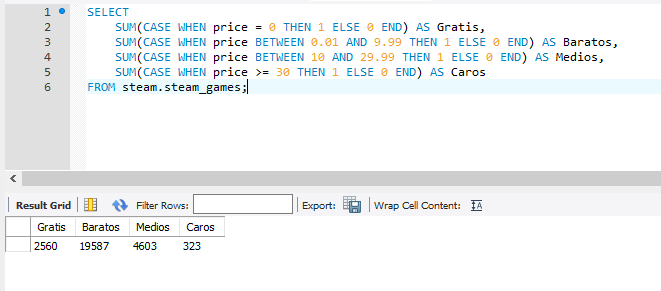 1 SELECT
2 SUM(CASE WHEN price = 0 THEN 1 ELSE 0 END) AS Gratis,
3 SUM(CASE WHEN price BETWEEN 0.01 AND 9.99 THEN 1 ELSE 0 END) AS Baratos,
4 SUM(CASE WHEN price BETWEEN 10 AND 29.99 THEN 1 ELSE 0 END) AS Medios,
5 SUM(CASE WHEN price >= 30 THEN 1 ELSE 0 END) AS Caros
6 FROM steam.steam_games;
Result Grid Filter Rows: Export: Wrap Cell Content: IA
Gratis Baratos Medios Caros
2560 19587 4603 323